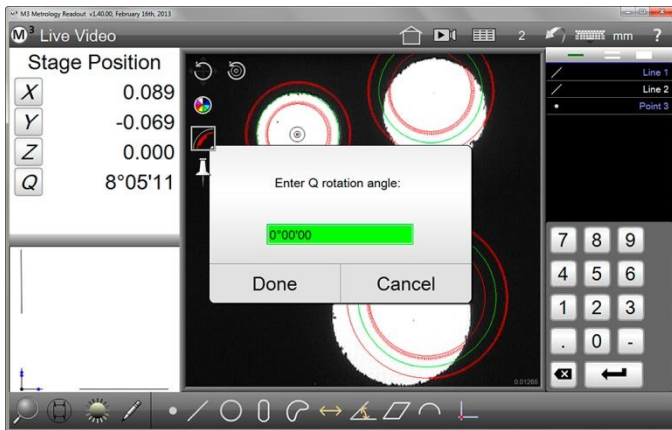 M3 Metrology Readout v1.40.00, February 16th, 2013
M3 Live Video
2
mm
?
Stage Position
X 0.089
Y -0.069
Z 0.000
Q 8°05'11
Enter Q rotation angle:
0°00'00
Done Cancel
0.01266
Line 1
Line 2
Point 3
7 8 9
4 5 6
1 2 3
. 0 -